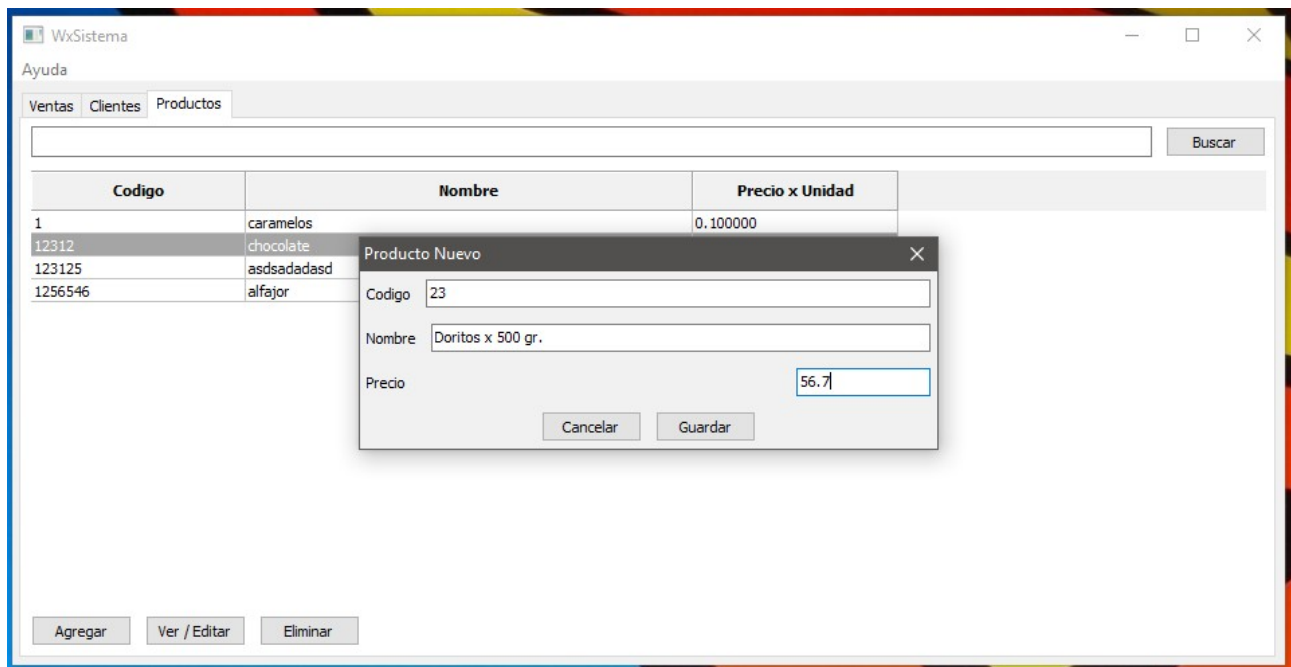 WxSistema
Ayuda
Ventas Clientes Productos
Buscar
Codigo Nombre Precio x Unidad
1 caramelos 0.100000
12312 chocolate
123125 asdsadadasd
1256546 alfajor
Producto Nuevo
Codigo 23
Nombre Doritos x 500 gr.
Precio 56.7
Cancelar Guardar
Agregar Ver / Editar Eliminar